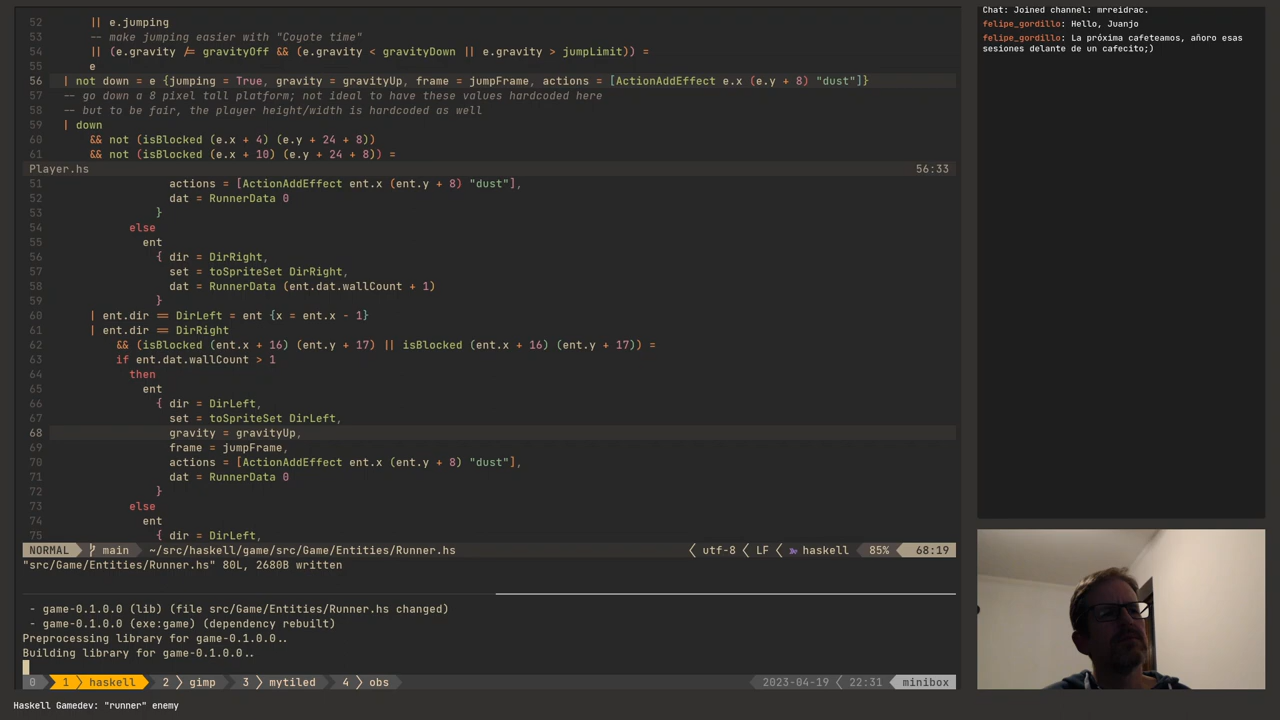 52 || e.jumping
53 -- make jumping easier with "Coyote time"
54 || (e.gravity /= gravityOff && (e.gravity < gravityDown || e.gravity > jumpLimit)) =
55 e
56 | not down = e {jumping = True, gravity = gravityUp, frame = jumpFrame, actions = [ActionAddEffect e.x (e.y + 8) "dust"]}
57 -- go down a 8 pixel tall platform; not ideal to have these values hardcoded here
58 -- but to be fair, the player height/width is hardcoded as well
59 | down
60 && not (isBlocked (e.x + 4) (e.y + 24 + 8))
61 && not (isBlocked (e.x + 10) (e.y + 24 + 8)) =
Player.hs 56:33
51 actions = [ActionAddEffect ent.x (ent.y + 8) "dust"],
52 dat = RunnerData 0
53 }
54 else
55 ent
56 { dir = DirRight,
57 set = toSpriteSet DirRight,
58 dat = RunnerData (ent.dat.wallCount + 1)
59 }
60 | ent.dir == DirLeft = ent {x = ent.x - 1}
61 | ent.dir == DirRight
62 && (isBlocked (ent.x + 16) (ent.y + 17) || isBlocked (ent.x + 16) (ent.y + 17)) =
63 if ent.dat.wallCount > 1
64 then
65 ent
66 { dir = DirLeft,
67 set = toSpriteSet DirLeft,
68 gravity = gravityUp,
69 frame = jumpFrame,
70 actions = [ActionAddEffect ent.x (ent.y + 8) "dust"],
71 dat = RunnerData 0
72 }
73 else
74 ent
75 { dir = DirLeft,
NORMAL main ~/src/haskell/game/src/Game/Entities/Runner.hs utf-8 LF haskell 85% 68:19
"src/Game/Entities/Runner.hs" 80L, 2680B written
- game-0.1.0.0 (lib) (file src/Game/Entities/Runner.hs changed)
- game-0.1.0.0 (exe:game) (dependency rebuilt)
Preprocessing library for game-0.1.0.0..
Building library for game-0.1.0.0..
0 1 haskell 2 gimp 3 mytiled 4 obs 2023-04-19 22:31 minibox
Haskell Gamedev: "runner" enemy
Chat: Joined channel: mrreidrac.
felipe_gordillo: Hello, Juanjo
felipe_gordillo: La próxima cafeteamos, añoro esas
sesiones delante de un cafecito;)